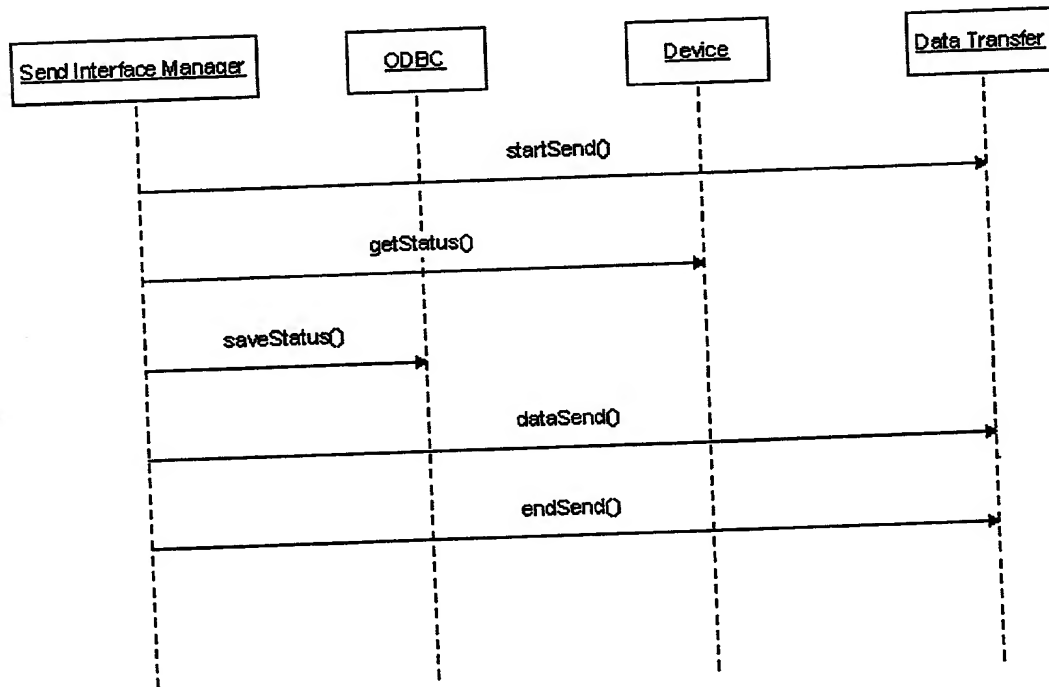 Send Interface Manager
ODBC
Device
Data Transfer
startSend()
getStatus()
saveStatus()
dataSend()
endSend()